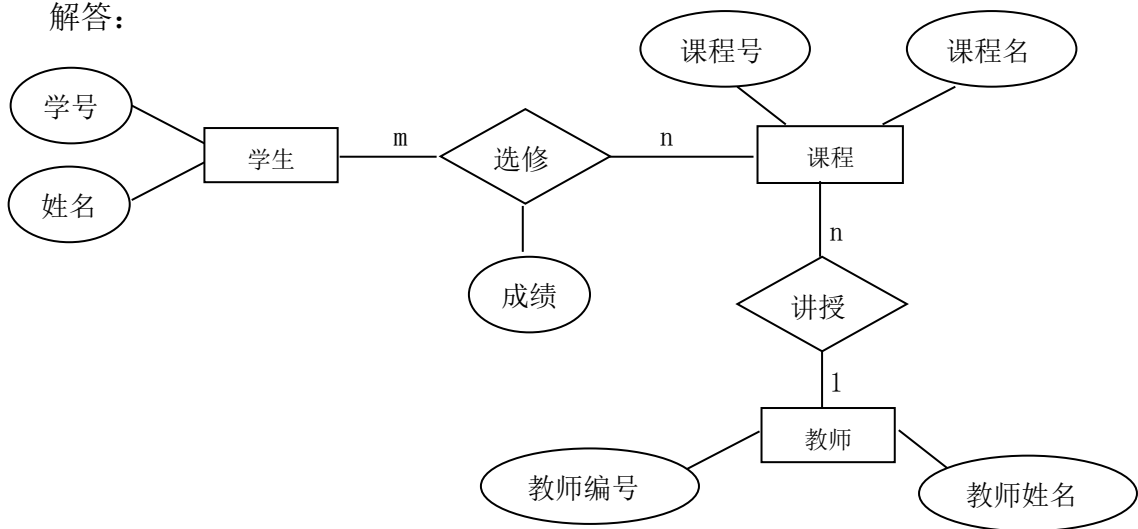 解答：
课程号 课程名
学号
学生 m 选修 n 课程
姓名
n
成绩 讲授
1
教师
教师编号 教师姓名